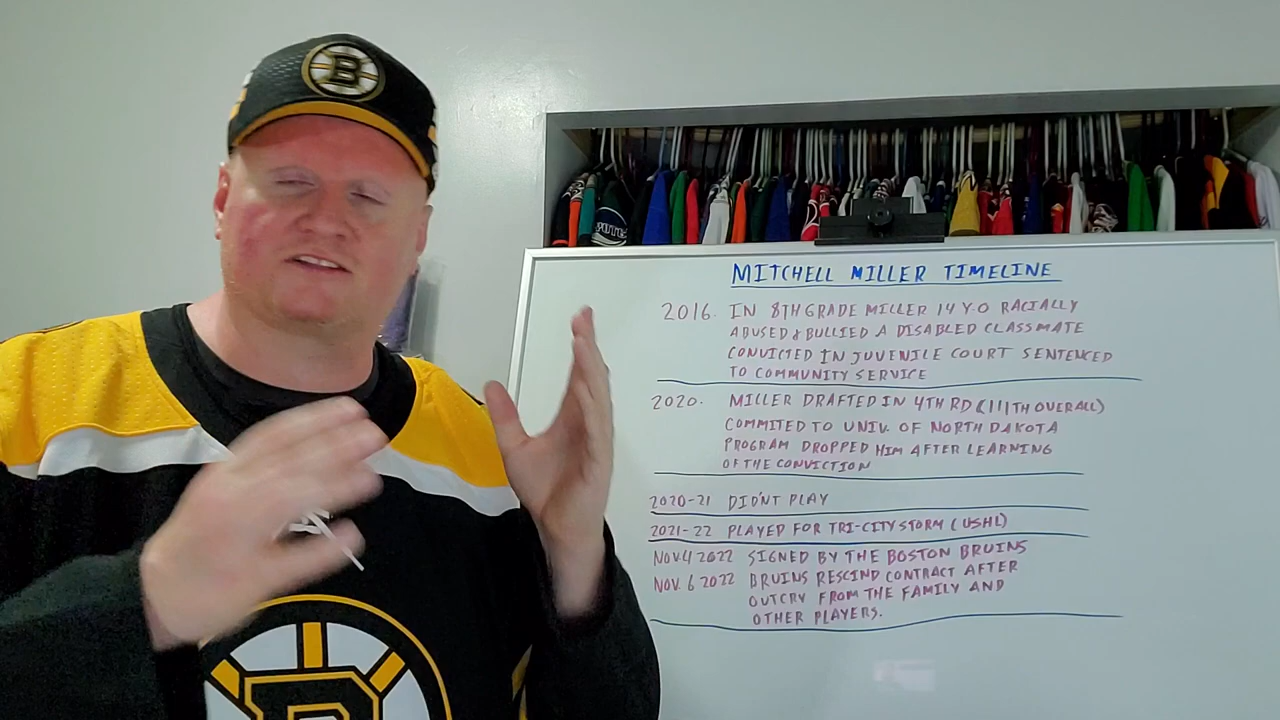 B
MITCHELL MILLER TIMELINE
2016. IN 8TH GRADE MILLER 14 Y.O RACIALLY
ABUSED & BULLIED A DISABLED CLASSMATE
CONVICTED IN JUVENILE COURT SENTENCED
TO COMMUNITY SERVICE
2020. MILLER DRAFTED IN 4TH RD (111TH OVERALL)
COMMITED TO UNIV. OF NORTH DAKOTA
PROGRAM DROPPED HIM AFTER LEARNING
OF THE CONVICTION
2020-21 DIDN'T PLAY
2021-22 PLAYED FOR TRI-CITY STORM (USHL)
NOV.4 2022 SIGNED BY THE BOSTON BRUINS
NOV. 6 2022 BRUINS RESCIND CONTRACT AFTER
OUTCRY FROM THE FAMILY AND
OTHER PLAYERS.
B